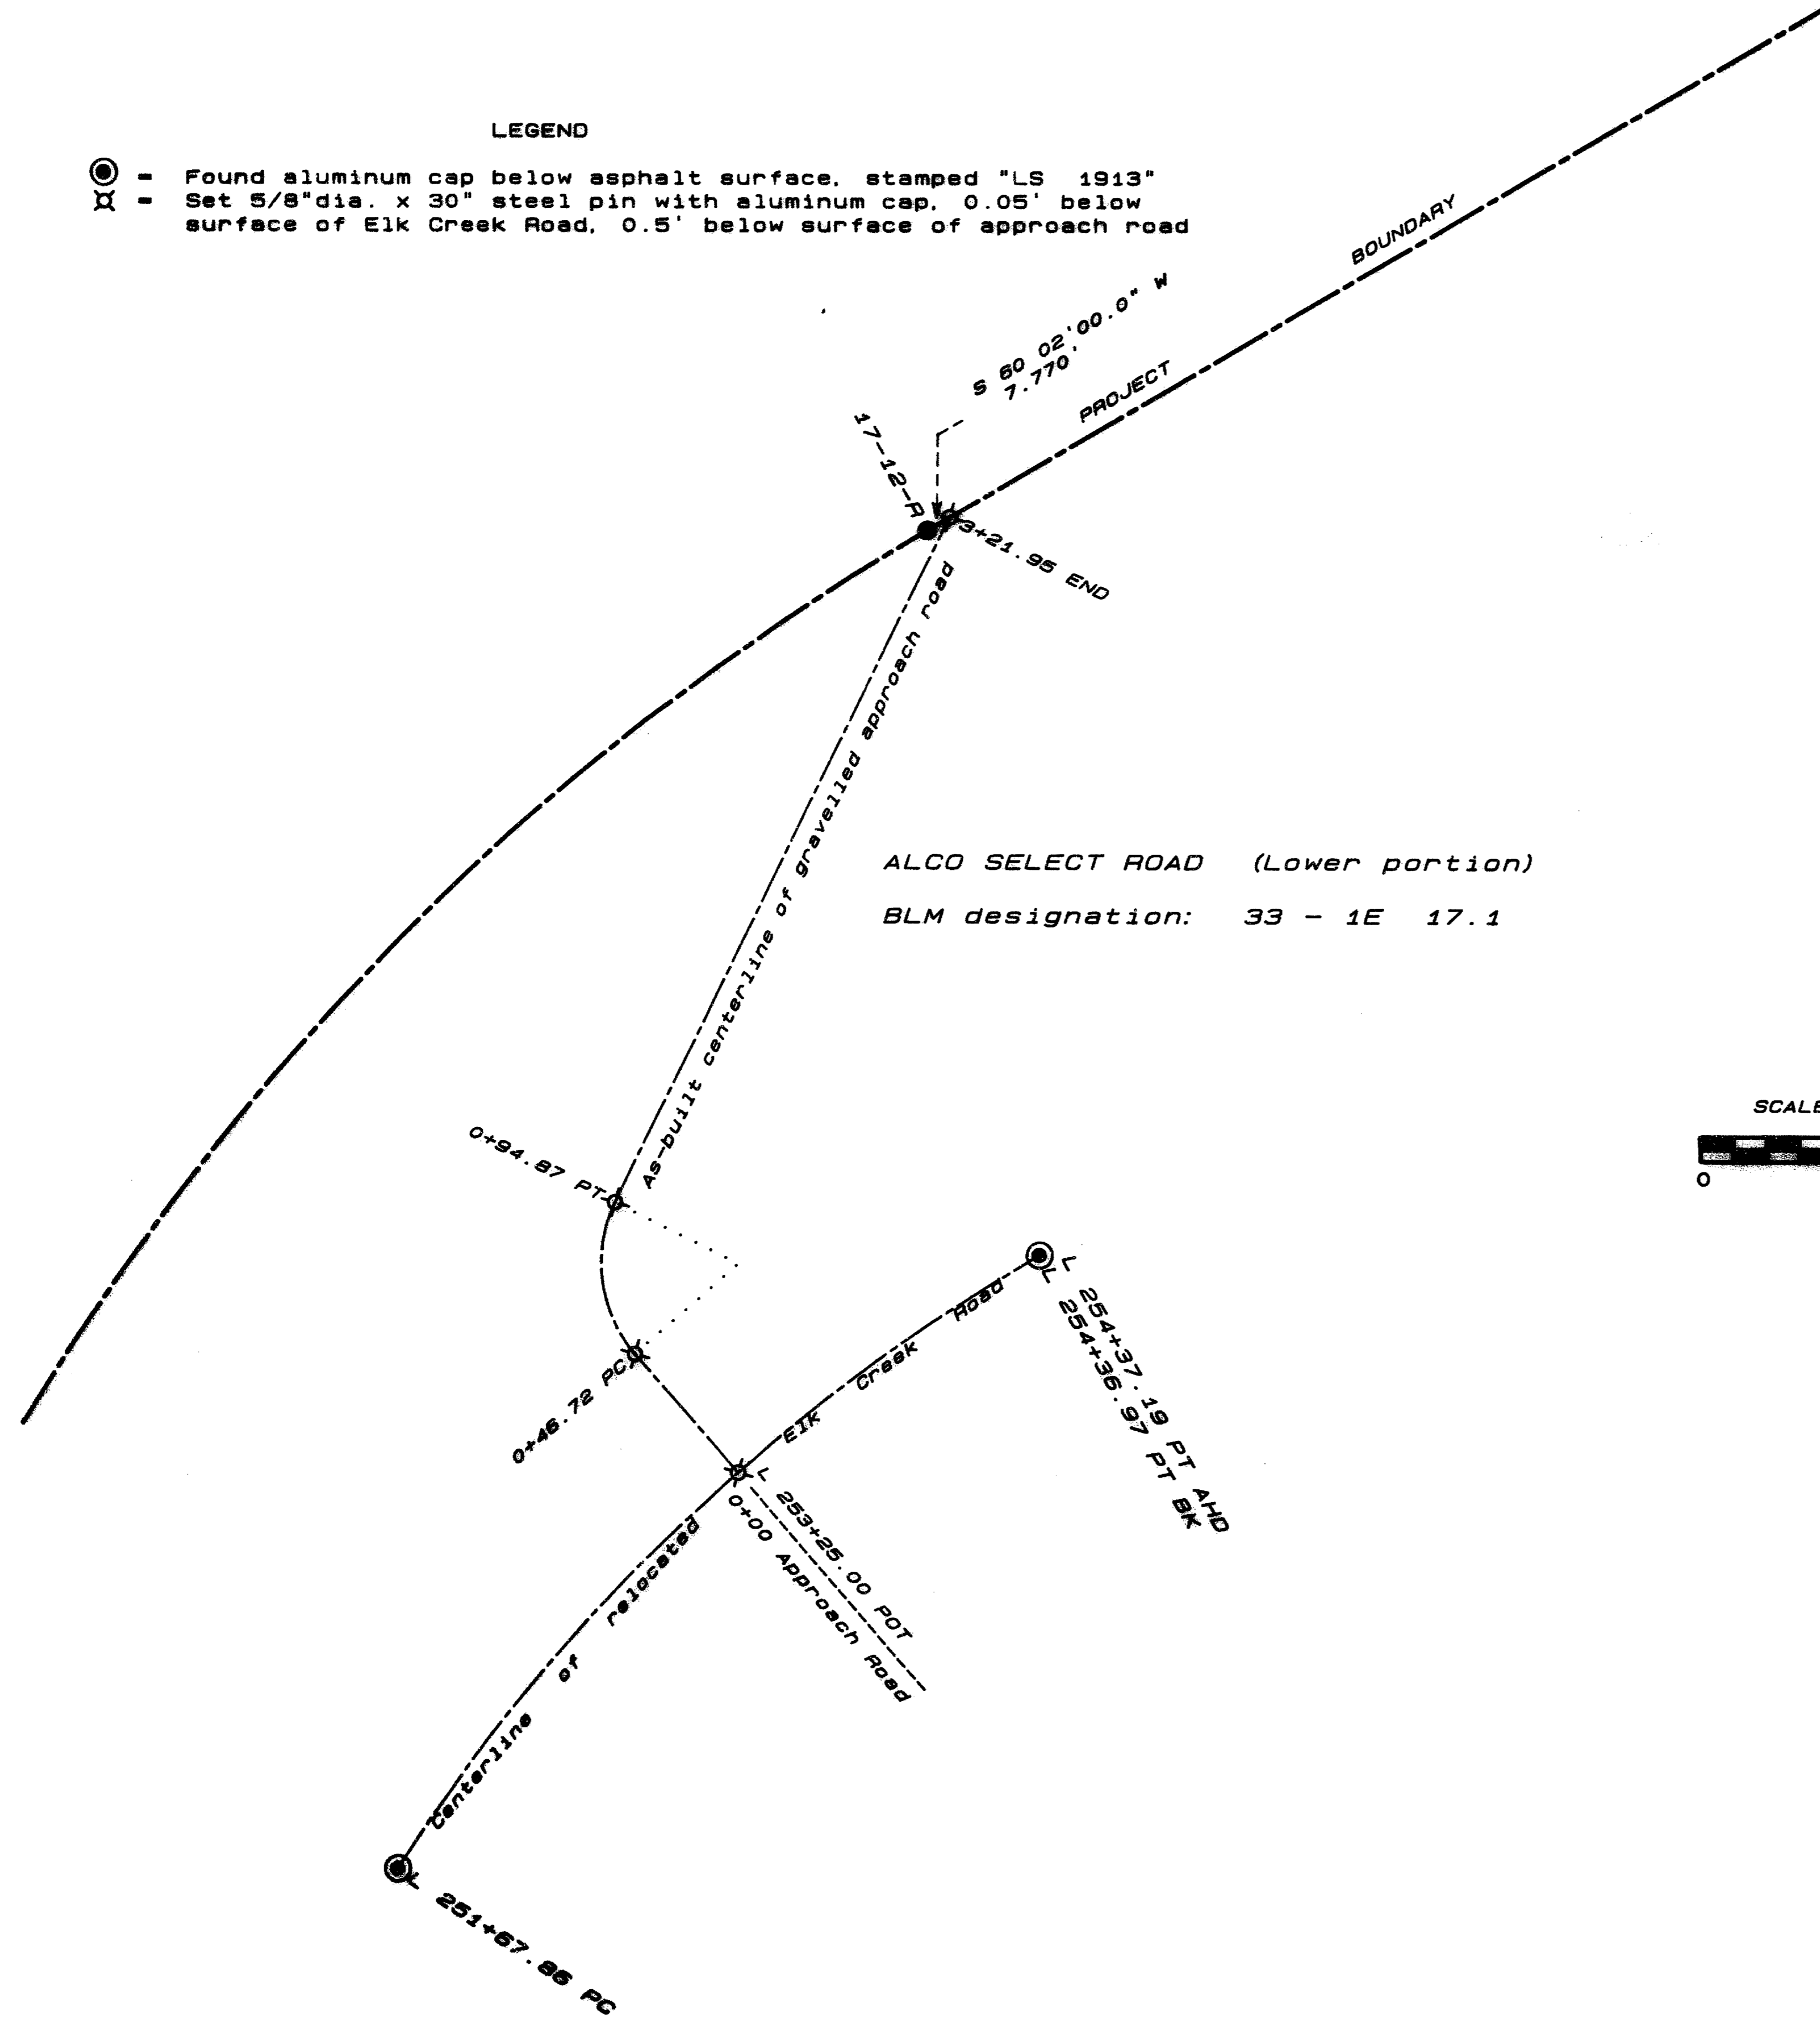 LEGEND
= Found aluminum cap below asphalt surface, stamped "LS 1913"
= Set 5/8"dia. x 30" steel pin with aluminum cap, 0.05' below
surface of Elk Creek Road, 0.5' below surface of approach road
BOUNDARY
S 60 02'00.0" W
7.770'
PROJECT
17-12-A
3+21.95 END
As-built centerline of gravelled approach road
ALCO SELECT ROAD (Lower portion)
BLM designation: 33 - 1E 17.1
SCALE
0
0+94.87 PT
0+46.72 PC
L 254+37.19 PT AHD
L 254+36.97 PT BK
Centerline of relocated Elk Creek Road
L 253+25.00 POT
0+00 Approach Road
L 251+67.86 PC